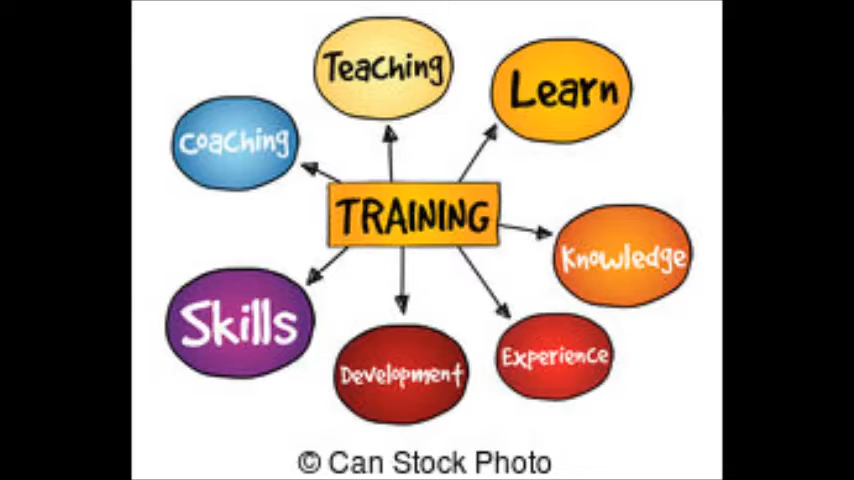 Teaching
Learn
Coaching
TRAINING
Knowledge
Skills
Development
Experience
© Can Stock Photo